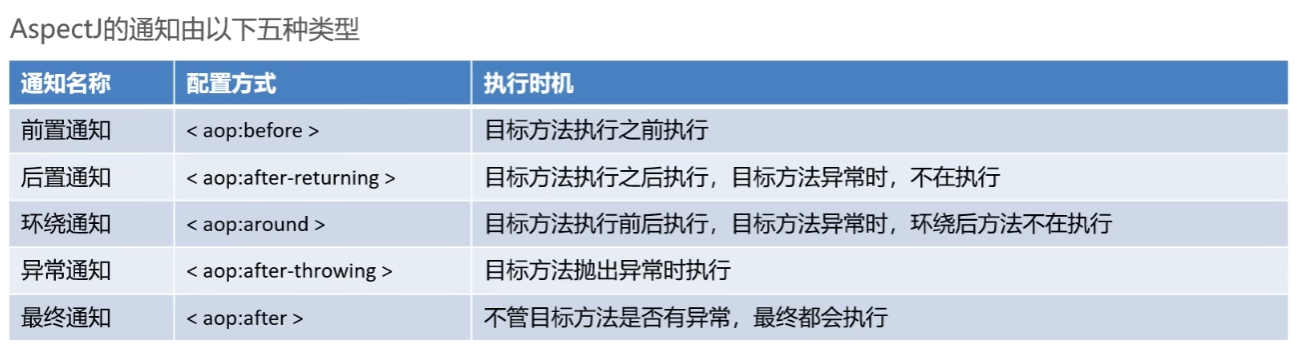 AspectJ的通知由以下五种类型
通知名称 配置方式 执行时机
前置通知 < aop:before > 目标方法执行之前执行
后置通知 < aop:after-returning > 目标方法执行之后执行，目标方法异常时，不在执行
环绕通知 < aop:around > 目标方法执行前后执行，目标方法异常时，环绕后方法不在执行
异常通知 < aop:after-throwing > 目标方法抛出异常时执行
最终通知 < aop:after > 不管目标方法是否有异常，最终都会执行